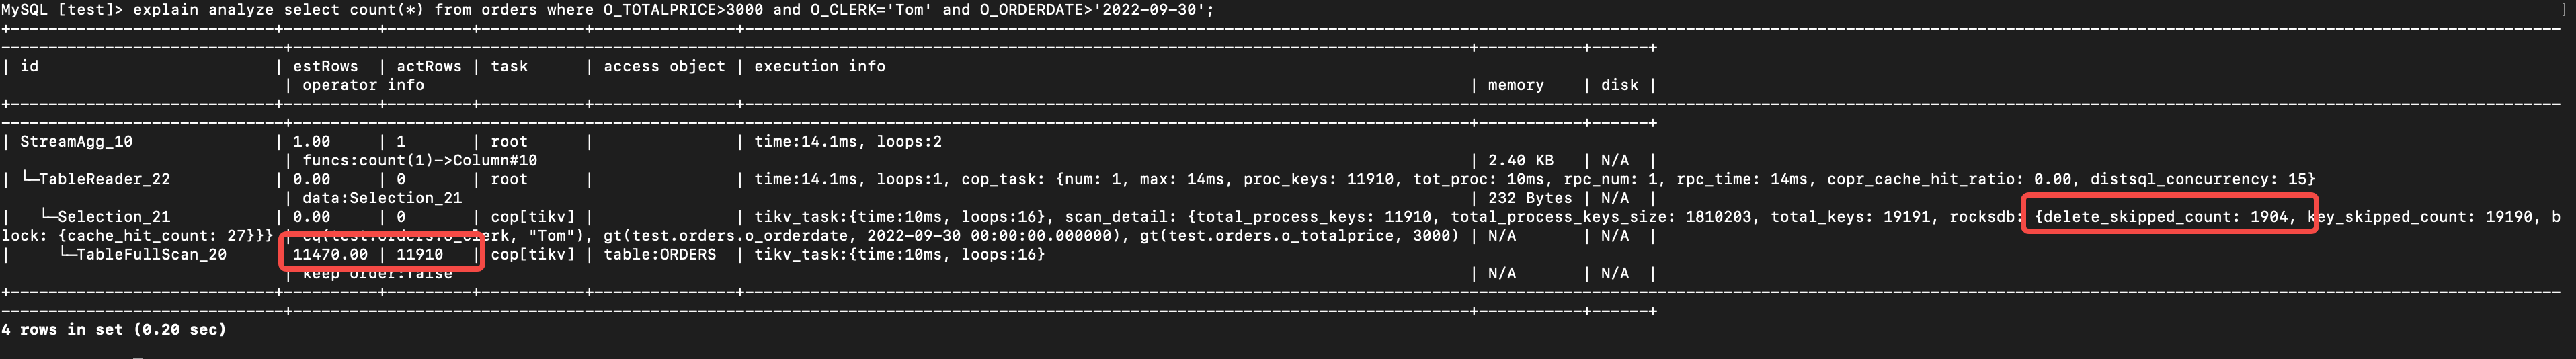 MySQL [test]> explain analyze select count(*) from orders where O_TOTALPRICE>3000 and O_CLERK='Tom' and O_ORDERDATE>'2022-09-30';
| id | estRows | actRows | task | access object | execution info
| operator info | memory | disk |
| StreamAgg_10 | 1.00 | 1 | root | | time:14.1ms, loops:2
| funcs:count(1)->Column#10 | 2.40 KB | N/A |
| └─TableReader_22 | 0.00 | 0 | root | | time:14.1ms, loops:1, cop_task: {num: 1, max: 14ms, proc_keys: 11910, tot_proc: 10ms, rpc_num: 1, rpc_time: 14ms, copr_cache_hit_ratio: 0.00, distsql_concurrency: 15}
| data:Selection_21 | 232 Bytes | N/A |
| └─Selection_21 | 0.00 | 0 | cop[tikv] | | tikv_task:{time:10ms, loops:16}, scan_detail: {total_process_keys: 11910, total_process_keys_size: 1810203, total_keys: 19191, rocksdb: {delete_skipped_count: 1904, key_skipped_count: 19190, b
lock: {cache_hit_count: 27}}} | eq(test.orders.o_clerk, "Tom"), gt(test.orders.o_orderdate, 2022-09-30 00:00:00.000000), gt(test.orders.o_totalprice, 3000) | N/A | N/A |
| └─TableFullScan_20 | 11470.00 | 11910 | cop[tikv] | table:ORDERS | tikv_task:{time:10ms, loops:16}
| keep order:false | N/A | N/A |
4 rows in set (0.20 sec)